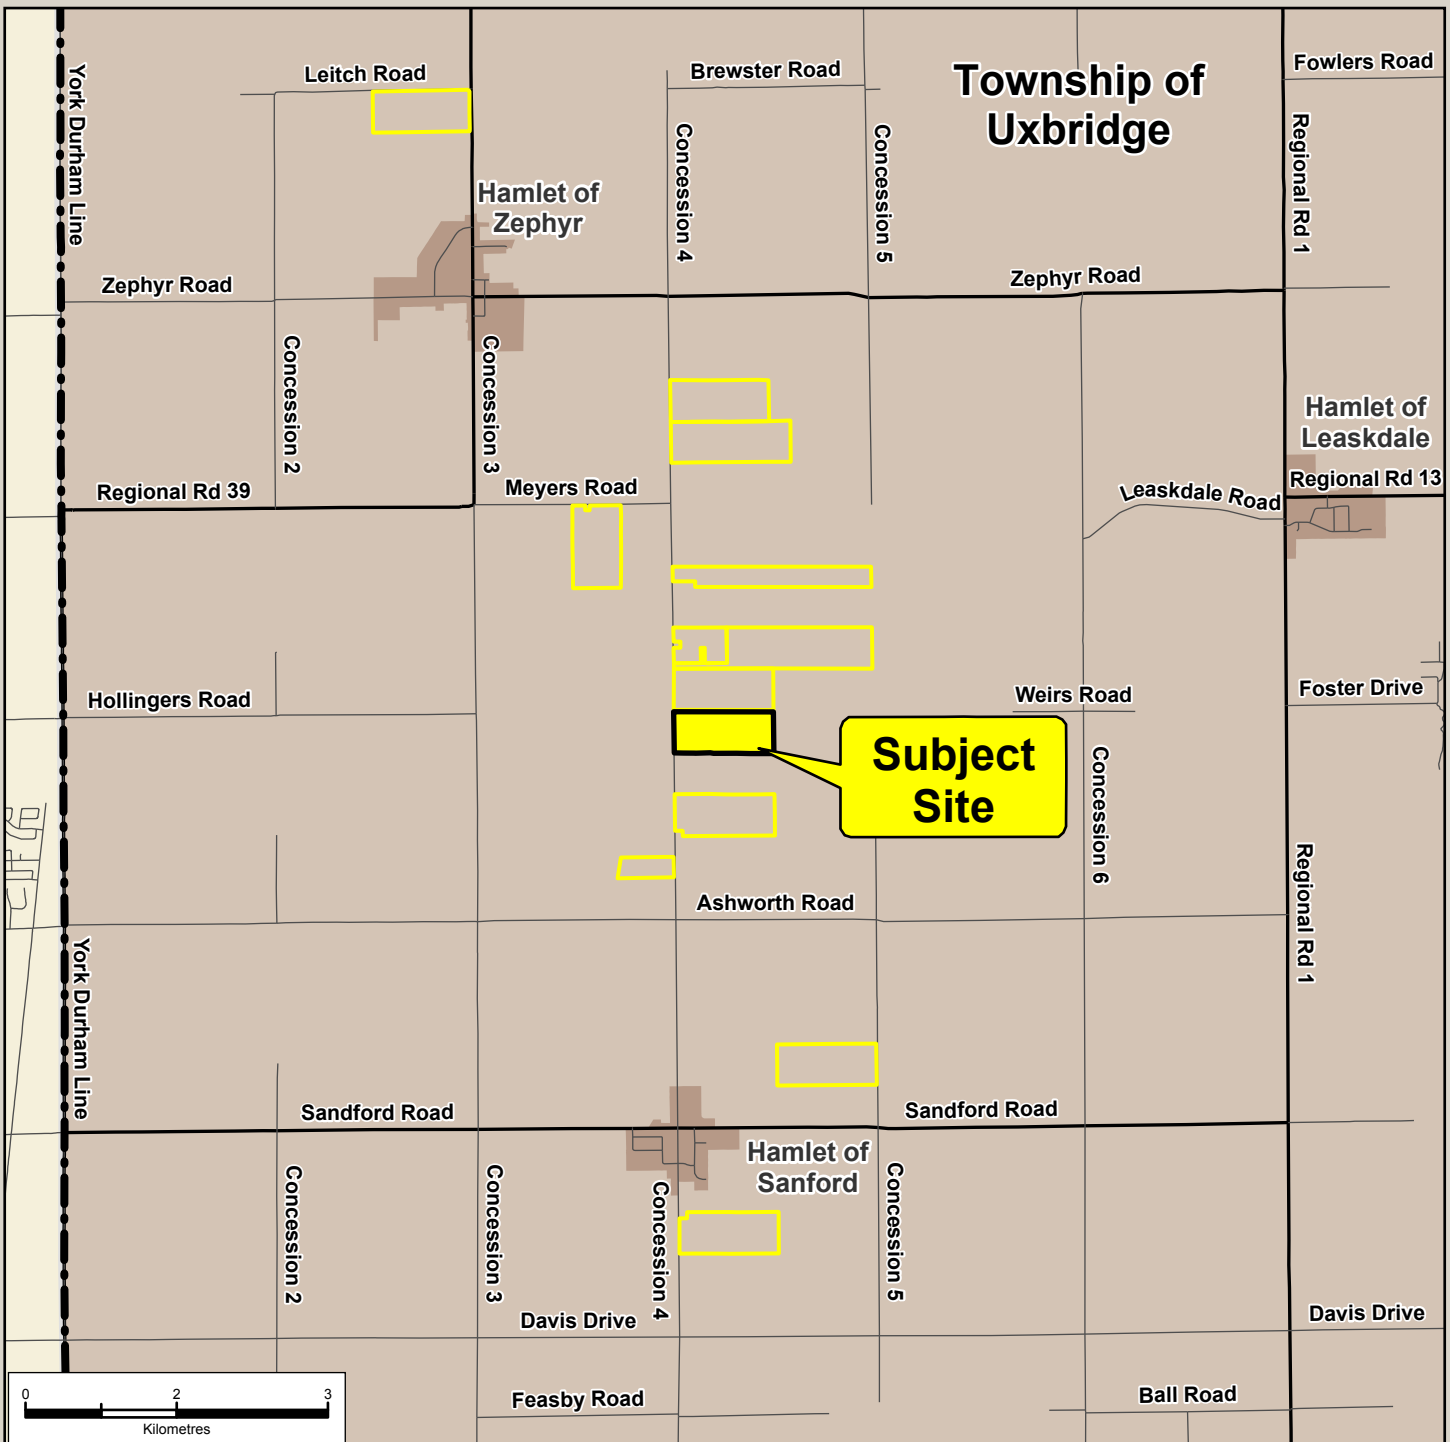 Leitch Road
Brewster Road
Township of
Uxbridge
Fowlers Road
York Durham Line
Concession 4
Concession 5
Regional Rd 1
Hamlet of
Zephyr
Zephyr Road
Zephyr Road
Concession 2
Concession 3
Hamlet of
Leaskdale
Regional Rd 39
Meyers Road
Leaskdale Road
Regional Rd 13
Hollingers Road
Weirs Road
Foster Drive
Subject
Site
Concession 6
Regional Rd 1
Ashworth Road
York Durham Line
Sandford Road
Sandford Road
Hamlet of
Sanford
Concession 2
Concession 3
Concession 4
Concession 5
Davis Drive
Davis Drive
Feasby Road
Ball Road
0 2 3
Kilometres